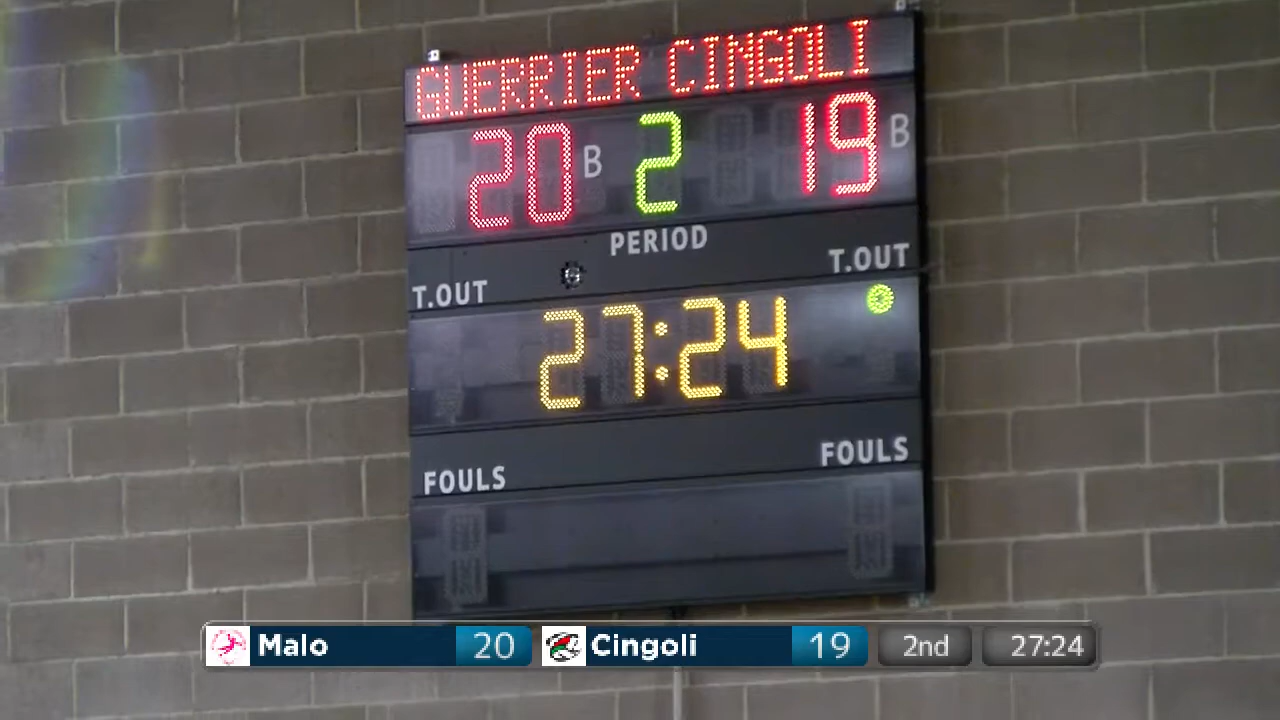 GUERRIER CINGOLI
20 B 2 19 B
PERIOD
T.OUT T.OUT
27:24
FOULS FOULS
Malo 20 Cingoli 19 2nd 27:24